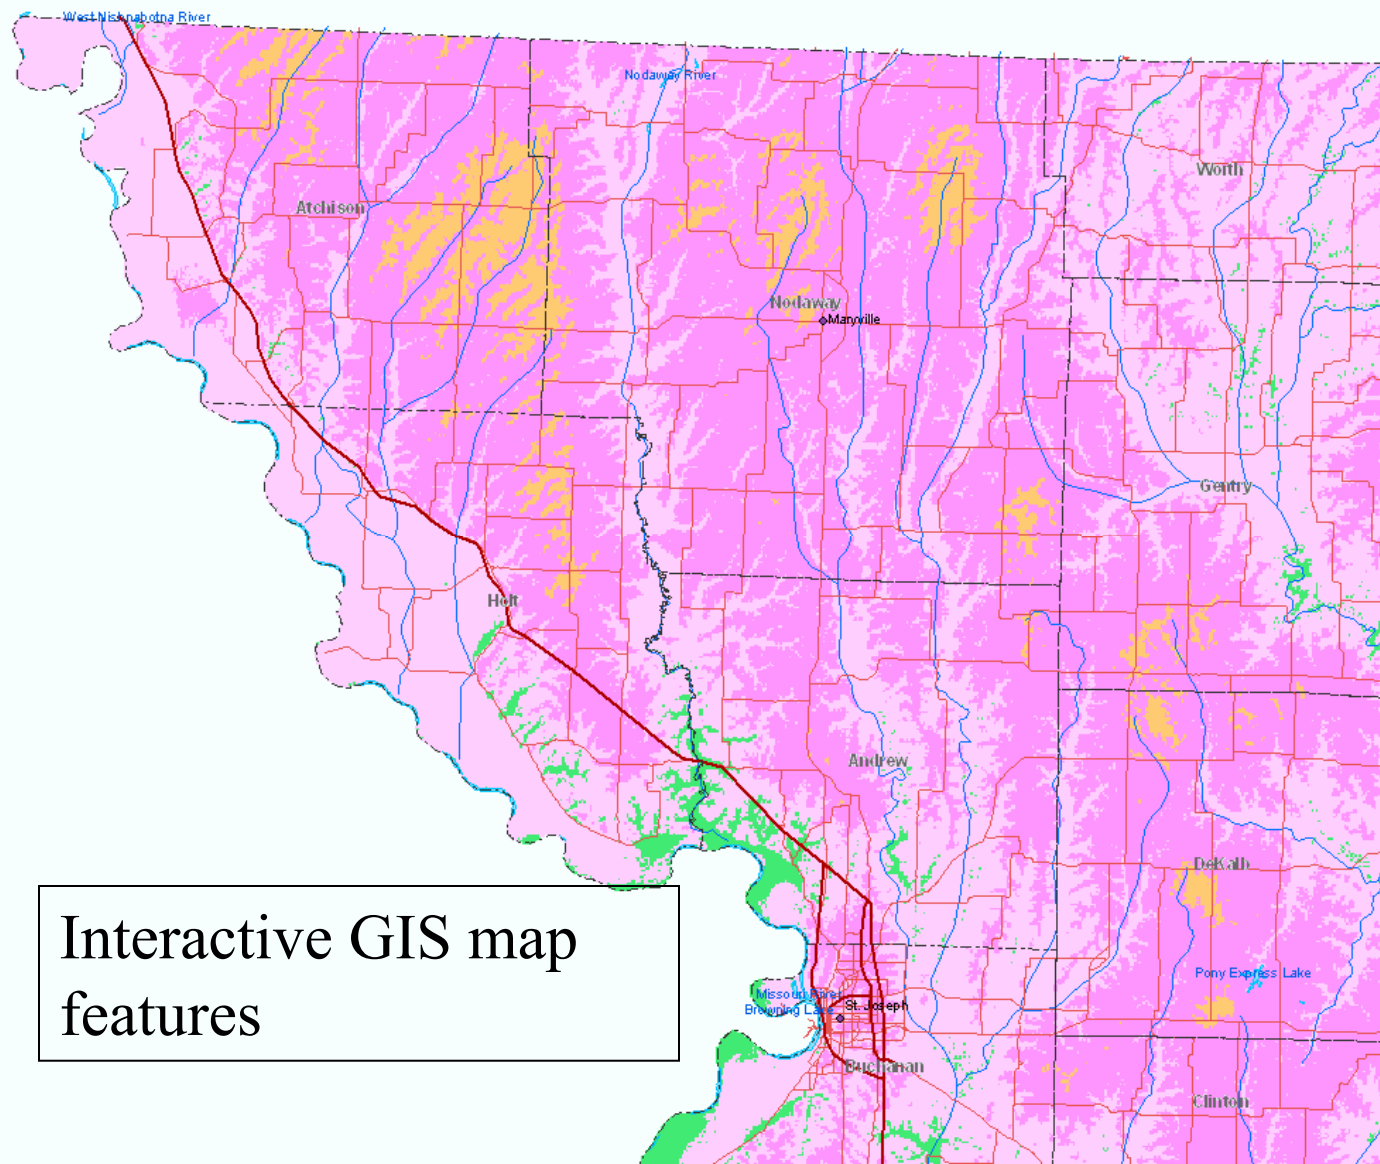 West Nishnabotna River
Nodaway River
Worth
Atchison
Nodaway
Maryville
Gentry
Holt
Andrew
DeKalb
Interactive GIS map
features
Pony Express Lake
Missouri River
Browning Lake
St. Joseph
Buchanan
Clinton